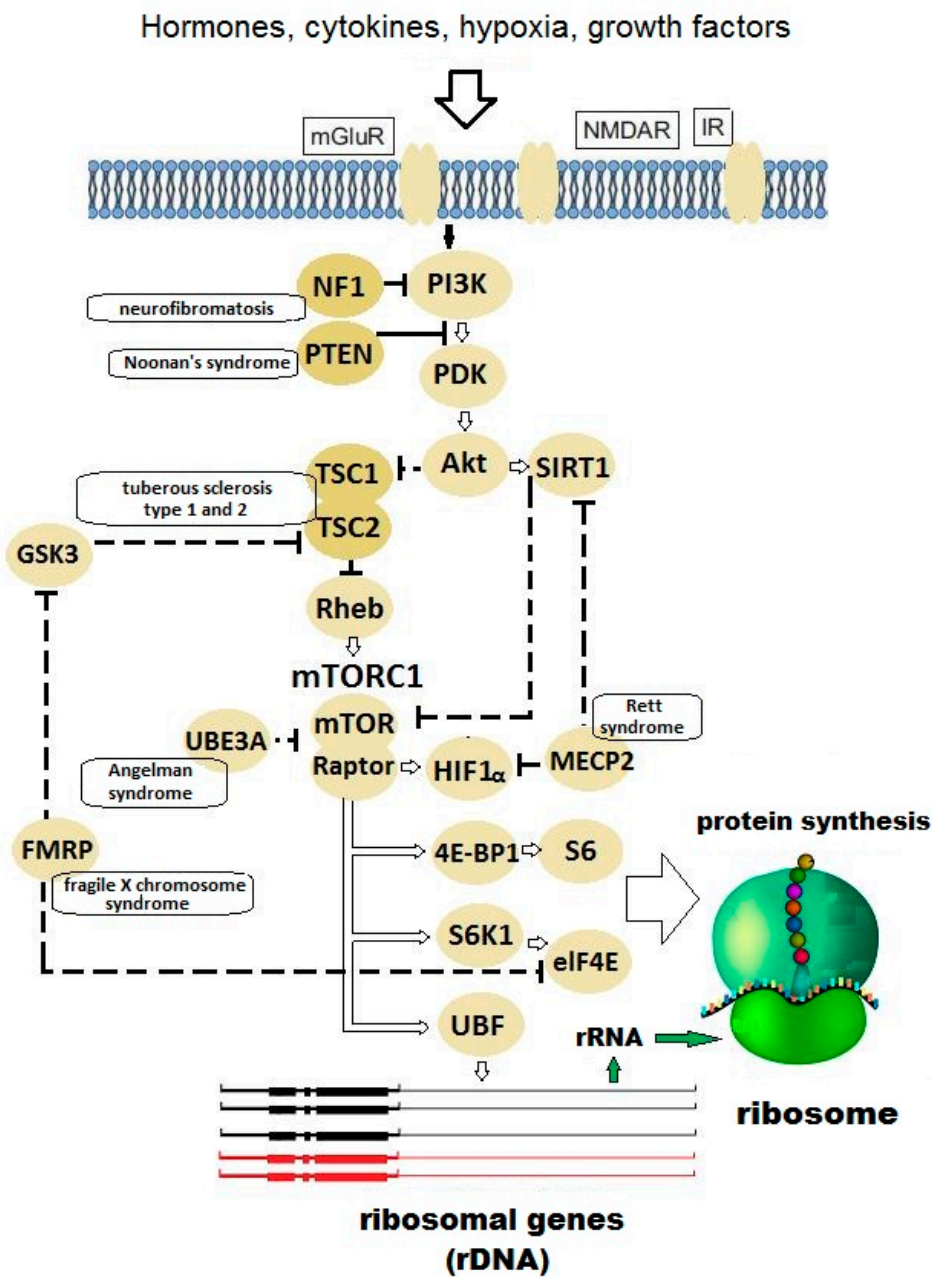 Hormones, cytokines, hypoxia, growth factors
mGluR
NMDAR
IR
NF1
PI3K
neurofibromatosis
PTEN
Noonan's syndrome
PDK
TSC1
Akt
SIRT1
tuberous sclerosis
type 1 and 2
TSC2
GSK3
Rheb
mTORC1
mTOR
Rett
syndrome
UBE3A
Raptor
HIF1α
MECP2
Angelman
syndrome
protein synthesis
FMRP
4E-BP1
S6
fragile X chromosome
syndrome
S6K1
eIF4E
UBF
rRNA
ribosome
ribosomal genes
(rDNA)